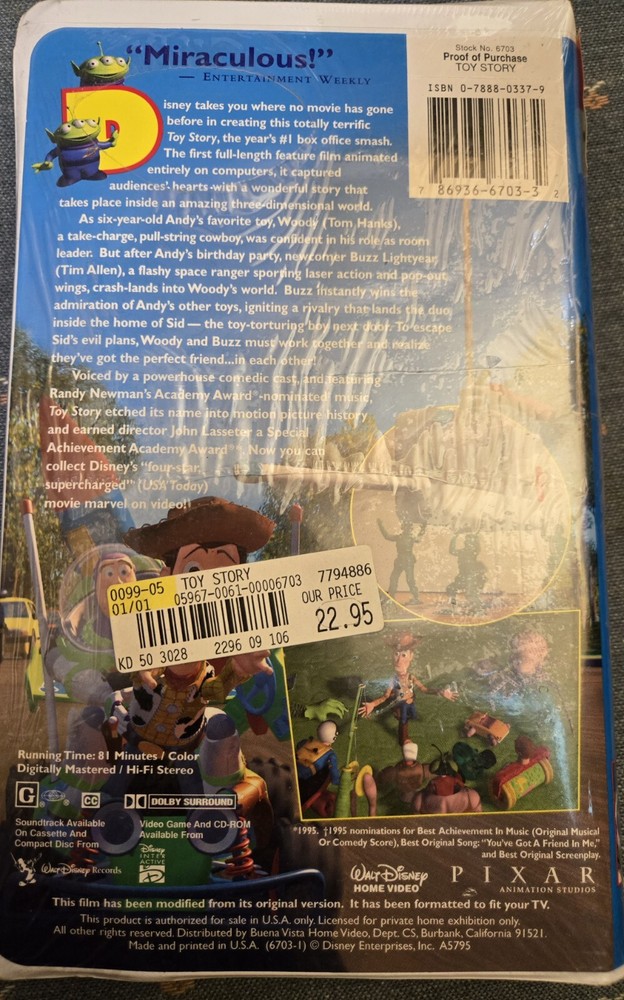 "Miraculous!"
— ENTERTAINMENT WEEKLY
Stock No. 6703
Proof of Purchase
TOY STORY
ISBN 0-7888-0337-9
7 86936-6703-3 2
Disney takes you where no movie has gone
before in creating this totally terrific
Toy Story, the year's #1 box office smash.
The first full-length feature film animated
entirely on computers, it captured
audiences' hearts with a wonderful story that
takes place inside an amazing three-dimensional world.
As six-year-old Andy's favorite toy, Woody (Tom Hanks),
a take-charge, pull-string cowboy, was confident in his role as room
leader. But after Andy's birthday party, newcomer Buzz Lightyear
(Tim Allen), a flashy space ranger sporting laser action and pop-out
wings, crash-lands into Woody's world. Buzz instantly wins the
admiration of Andy's other toys, igniting a rivalry that lands the duo
inside the home of Sid — the toy-torturing boy next door. To escape
Sid's evil plans, Woody and Buzz must work together and realize
they've got the perfect friend...in each other!
Voiced by a powerhouse comedic cast, and featuring
Randy Newman's Academy Award®-nominated† music,
Toy Story etched its name into motion picture history
and earned director John Lasseter a Special
Achievement Academy Award®*. Now you can
collect Disney's "four-star,
supercharged" (USA Today)
movie marvel on video!
0099-05 TOY STORY 7794886
01/01 05967-0061-00006703
OUR PRICE
22.95
KD 50 3028 2296 09 106
Running Time: 81 Minutes / Color
Digitally Mastered / Hi-Fi Stereo
G CC DOLBY SURROUND
Soundtrack Available
On Cassette And
Compact Disc From
Walt Disney Records
Video Game And CD-ROM
Available From
Disney
INTER
ACTIVE
*1995. †1995 nominations for Best Achievement In Music (Original Musical
Or Comedy Score), Best Original Song: "You've Got A Friend In Me,"
and Best Original Screenplay.
WALT DISNEY
HOME VIDEO
PIXAR
ANIMATION STUDIOS
This film has been modified from its original version. It has been formatted to fit your TV.
This product is authorized for sale in U.S.A. only. Licensed for private home exhibition only.
All other rights reserved. Distributed by Buena Vista Home Video, Dept. CS, Burbank, California 91521.
Made and printed in U.S.A. (6703-1) © Disney Enterprises, Inc. A5795